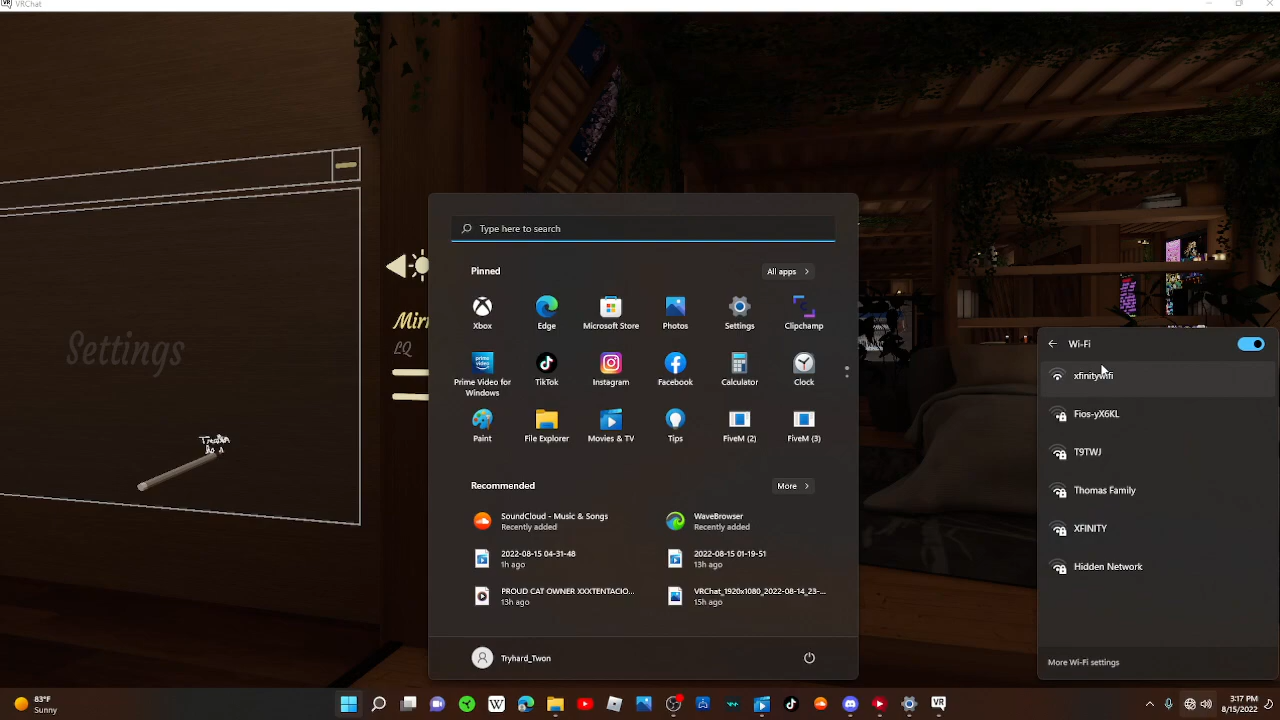 VRChat
Settings
Mirr
LQ
Type here to search
Pinned
All apps
Xbox
Edge
Microsoft Store
Photos
Settings
Clipchamp
Prime Video for
Windows
TikTok
Instagram
Facebook
Calculator
Clock
Paint
File Explorer
Movies & TV
Tips
FiveM (2)
FiveM (3)
Recommended
More
SoundCloud - Music & Songs
Recently added
WaveBrowser
Recently added
2022-08-15 04-31-48
1h ago
2022-08-15 01-19-51
13h ago
PROUD CAT OWNER XXXTENTACIO...
13h ago
VRChat_1920x1080_2022-08-14_23-...
15h ago
Tryhard_Twon
Wi-Fi
xfinitywifi
Fios-yX6KL
T9TWJ
Thomas Family
XFINITY
Hidden Network
More Wi-Fi settings
83°F
Sunny
3:17 PM
8/15/2022